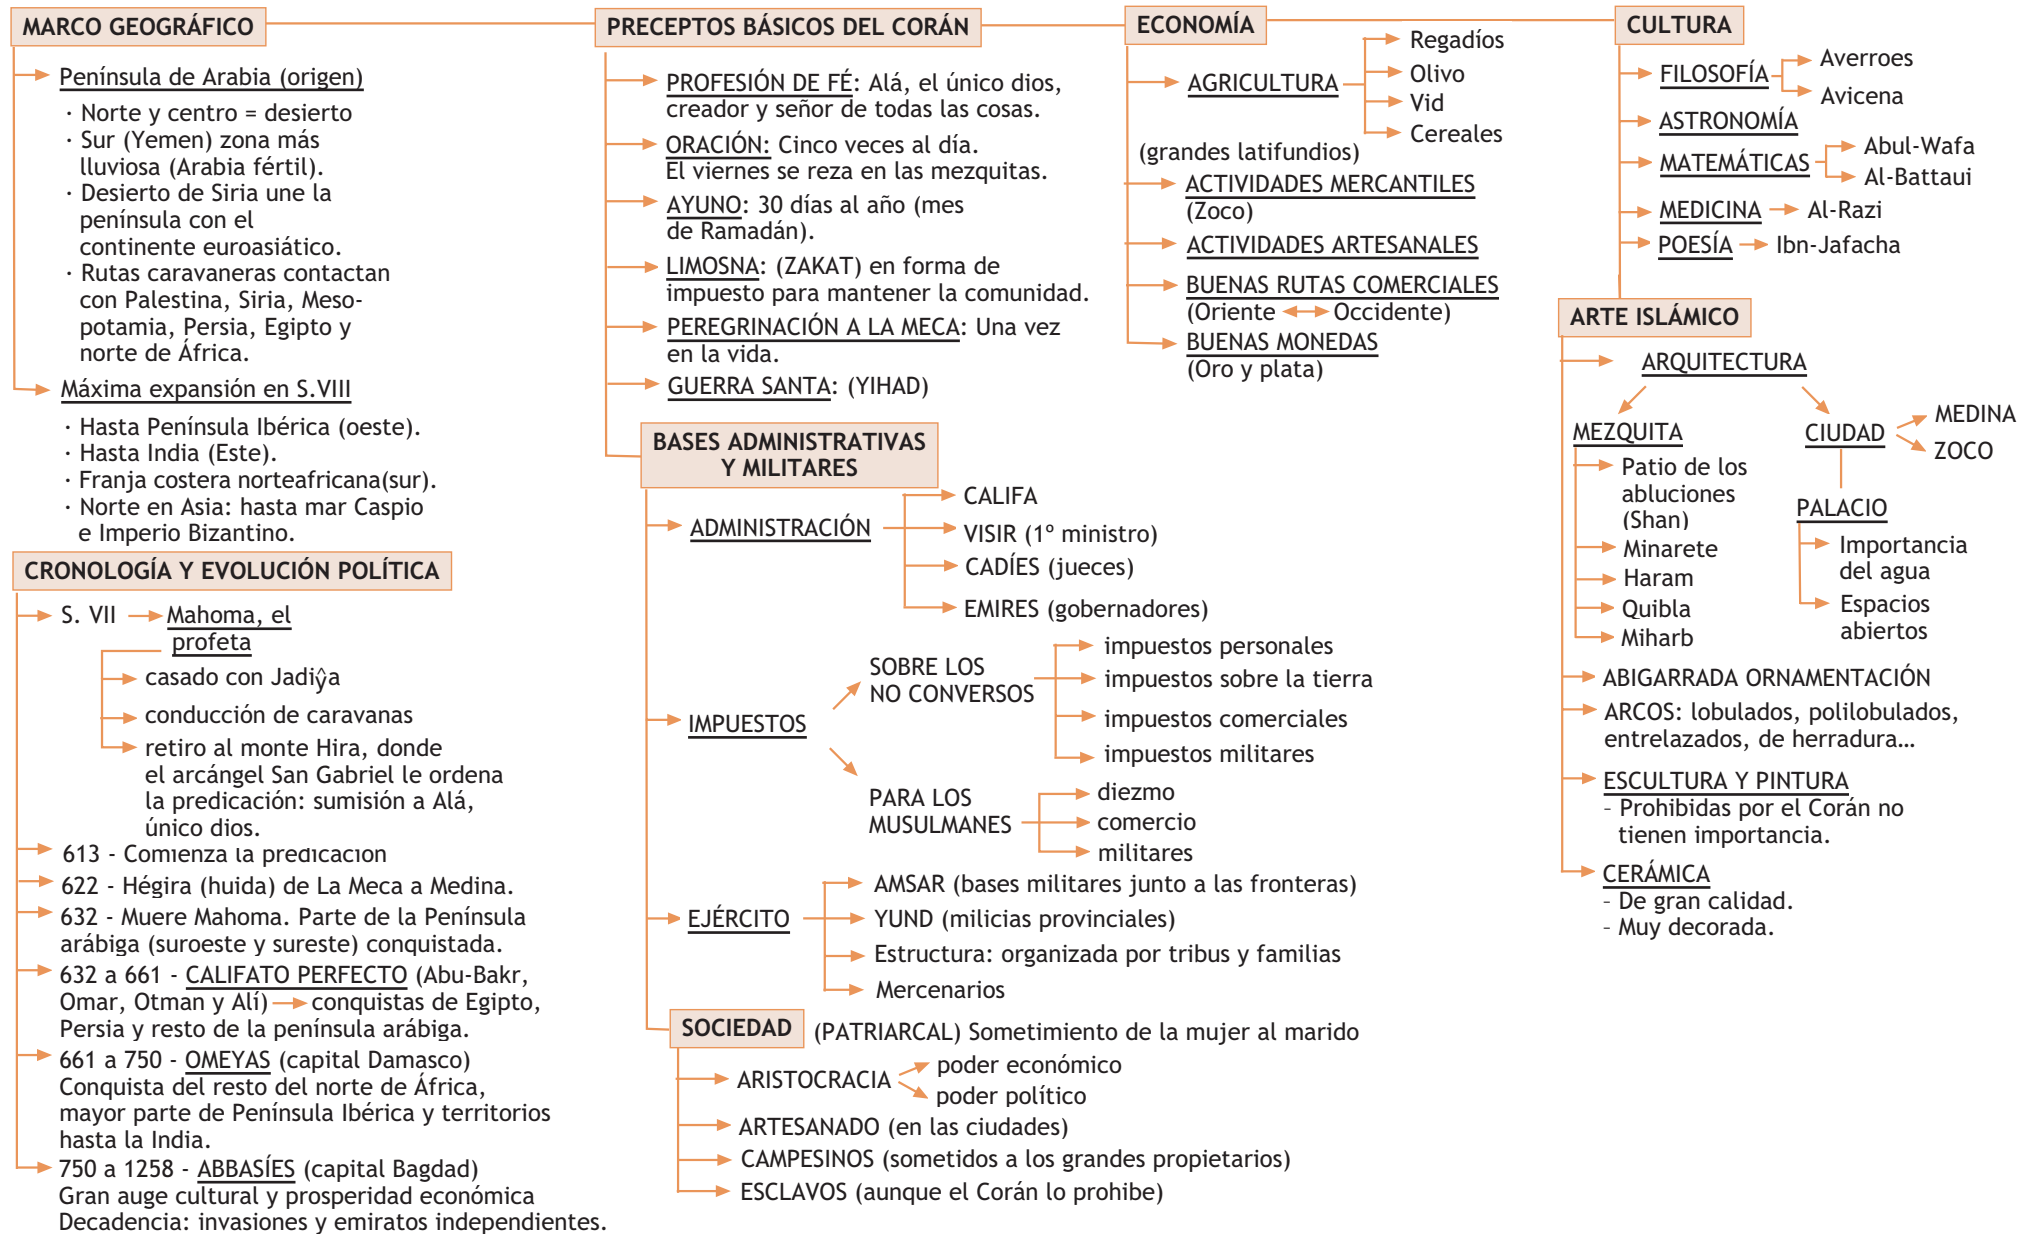 MARCO GEOGRÁFICO
Península de Arabia (origen)
· Norte y centro = desierto
· Sur (Yemen) zona más
lluviosa (Arabia fértil).
· Desierto de Siria une la
península con el
continente euroasiático.
· Rutas caravaneras contactan
con Palestina, Siria, Meso-
potamia, Persia, Egipto y
norte de África.
Máxima expansión en S.VIII
· Hasta Península Ibérica (oeste).
· Hasta India (Este).
· Franja costera norteafricana(sur).
· Norte en Asia: hasta mar Caspio
e Imperio Bizantino.
CRONOLOGÍA Y EVOLUCIÓN POLÍTICA
S. VII
Mahoma, el
profeta
casado con Jadiŷa
conducción de caravanas
retiro al monte Hira, donde
el arcángel San Gabriel le ordena
la predicación: sumisión a Alá,
único dios.
613 - Comienza la predicación
622 - Hégira (huida) de La Meca a Medina.
632 - Muere Mahoma. Parte de la Península
arábiga (suroeste y sureste) conquistada.
632 a 661 - CALIFATO PERFECTO (Abu-Bakr,
Omar, Otman y Alí) conquistas de Egipto,
Persia y resto de la península arábiga.
661 a 750 - OMEYAS (capital Damasco)
Conquista del resto del norte de África,
mayor parte de Península Ibérica y territorios
hasta la India.
750 a 1258 - ABBASÍES (capital Bagdad)
Gran auge cultural y prosperidad económica
Decadencia: invasiones y emiratos independientes.
PRECEPTOS BÁSICOS DEL CORÁN
PROFESIÓN DE FÉ: Alá, el único dios,
creador y señor de todas las cosas.
ORACIÓN: Cinco veces al día.
El viernes se reza en las mezquitas.
AYUNO: 30 días al año (mes
de Ramadán).
LIMOSNA: (ZAKAT) en forma de
impuesto para mantener la comunidad.
PEREGRINACIÓN A LA MECA: Una vez
en la vida.
GUERRA SANTA: (YIHAD)
BASES ADMINISTRATIVAS
Y MILITARES
ADMINISTRACIÓN
CALIFA
VISIR (1º ministro)
CADÍES (jueces)
EMIRES (gobernadores)
IMPUESTOS
SOBRE LOS
NO CONVERSOS
impuestos personales
impuestos sobre la tierra
impuestos comerciales
impuestos militares
PARA LOS
MUSULMANES
diezmo
comercio
militares
EJÉRCITO
AMSAR (bases militares junto a las fronteras)
YUND (milicias provinciales)
Estructura: organizada por tribus y familias
Mercenarios
SOCIEDAD (PATRIARCAL) Sometimiento de la mujer al marido
ARISTOCRACIA
poder económico
poder político
ARTESANADO (en las ciudades)
CAMPESINOS (sometidos a los grandes propietarios)
ESCLAVOS (aunque el Corán lo prohibe)
ECONOMÍA
AGRICULTURA
Regadíos
Olivo
Vid
Cereales
(grandes latifundios)
ACTIVIDADES MERCANTILES
(Zoco)
ACTIVIDADES ARTESANALES
BUENAS RUTAS COMERCIALES
(Oriente Occidente)
BUENAS MONEDAS
(Oro y plata)
CULTURA
FILOSOFÍA
Averroes
Avicena
ASTRONOMÍA
MATEMÁTICAS
Abul-Wafa
Al-Battaui
MEDICINA Al-Razi
POESÍA Ibn-Jafacha
ARTE ISLÁMICO
ARQUITECTURA
MEZQUITA
Patio de los
abluciones
(Shan)
Minarete
Haram
Quibla
Miharb
CIUDAD
MEDINA
ZOCO
PALACIO
Importancia
del agua
Espacios
abiertos
ABIGARRADA ORNAMENTACIÓN
ARCOS: lobulados, polilobulados,
entrelazados, de herradura…
ESCULTURA Y PINTURA
- Prohibidas por el Corán no
tienen importancia.
CERÁMICA
- De gran calidad.
- Muy decorada.